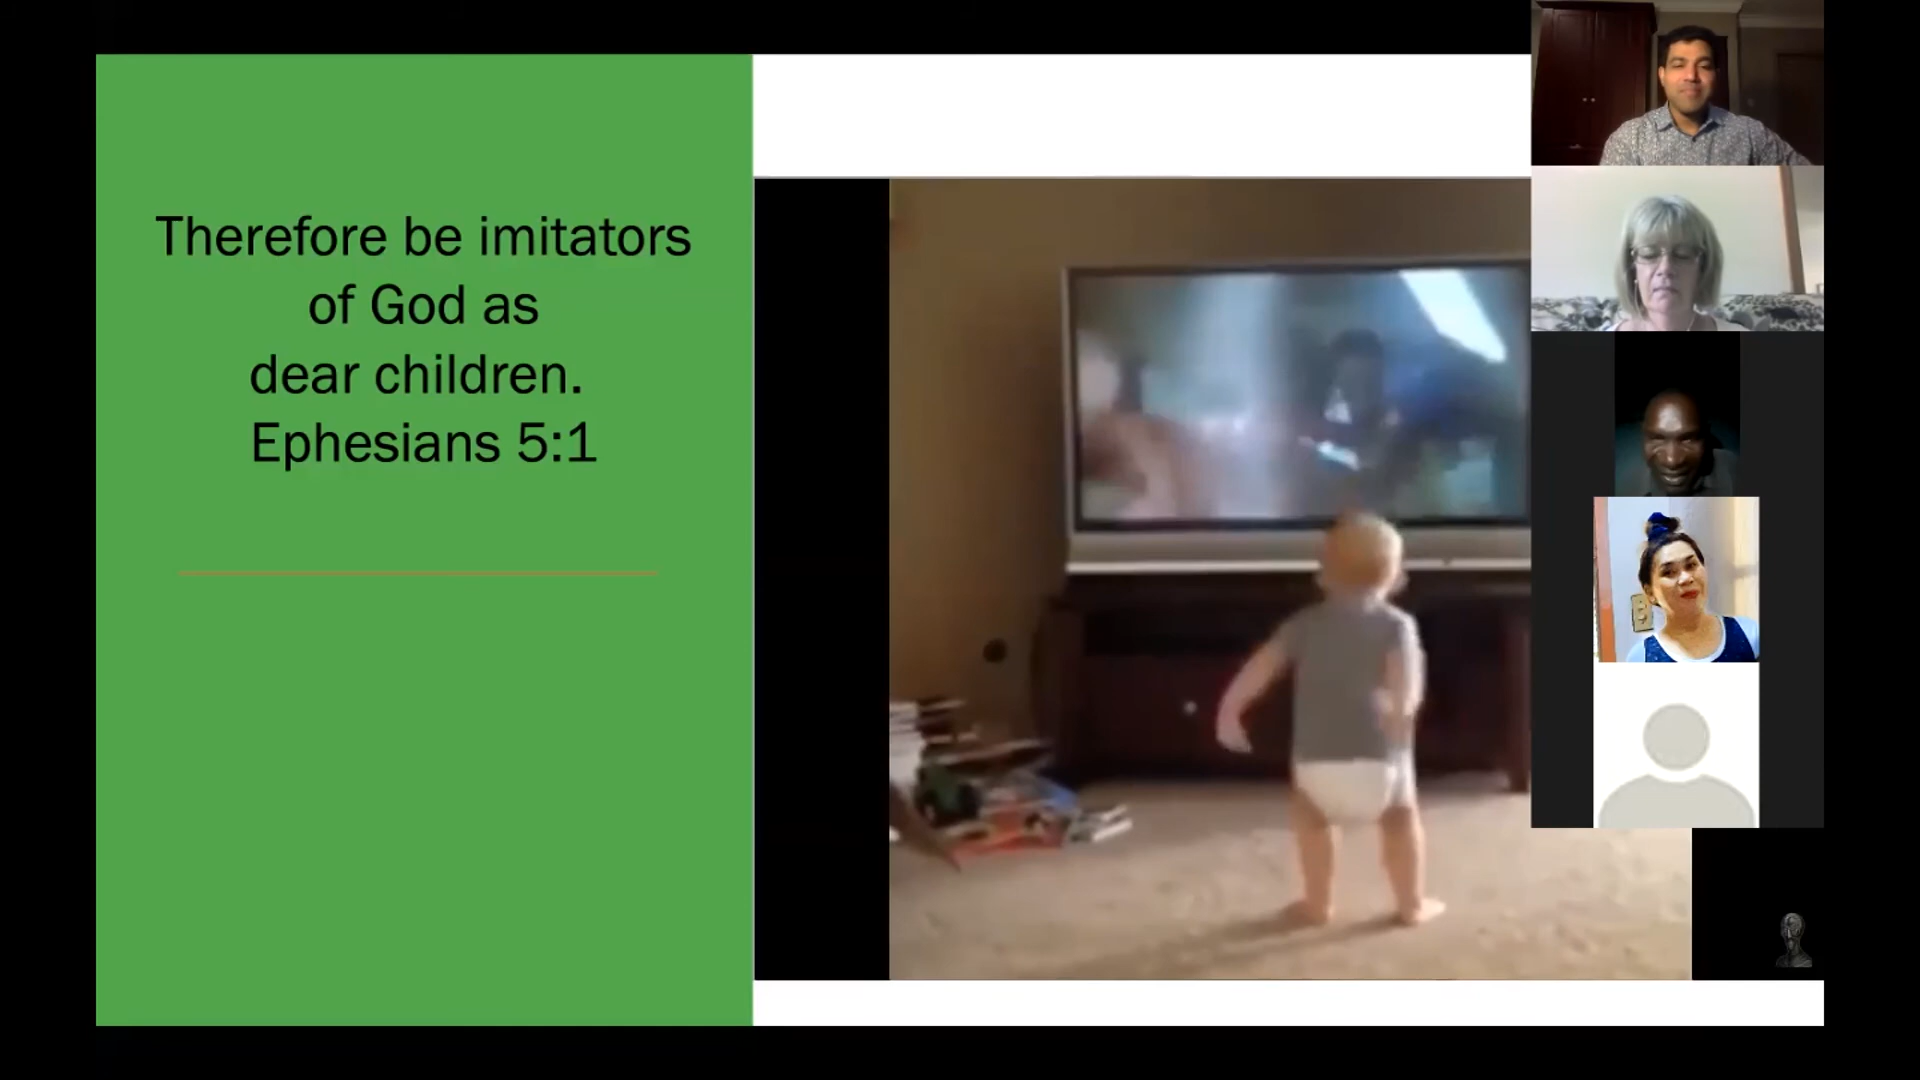 Therefore be imitators
of God as
dear children.
Ephesians 5:1